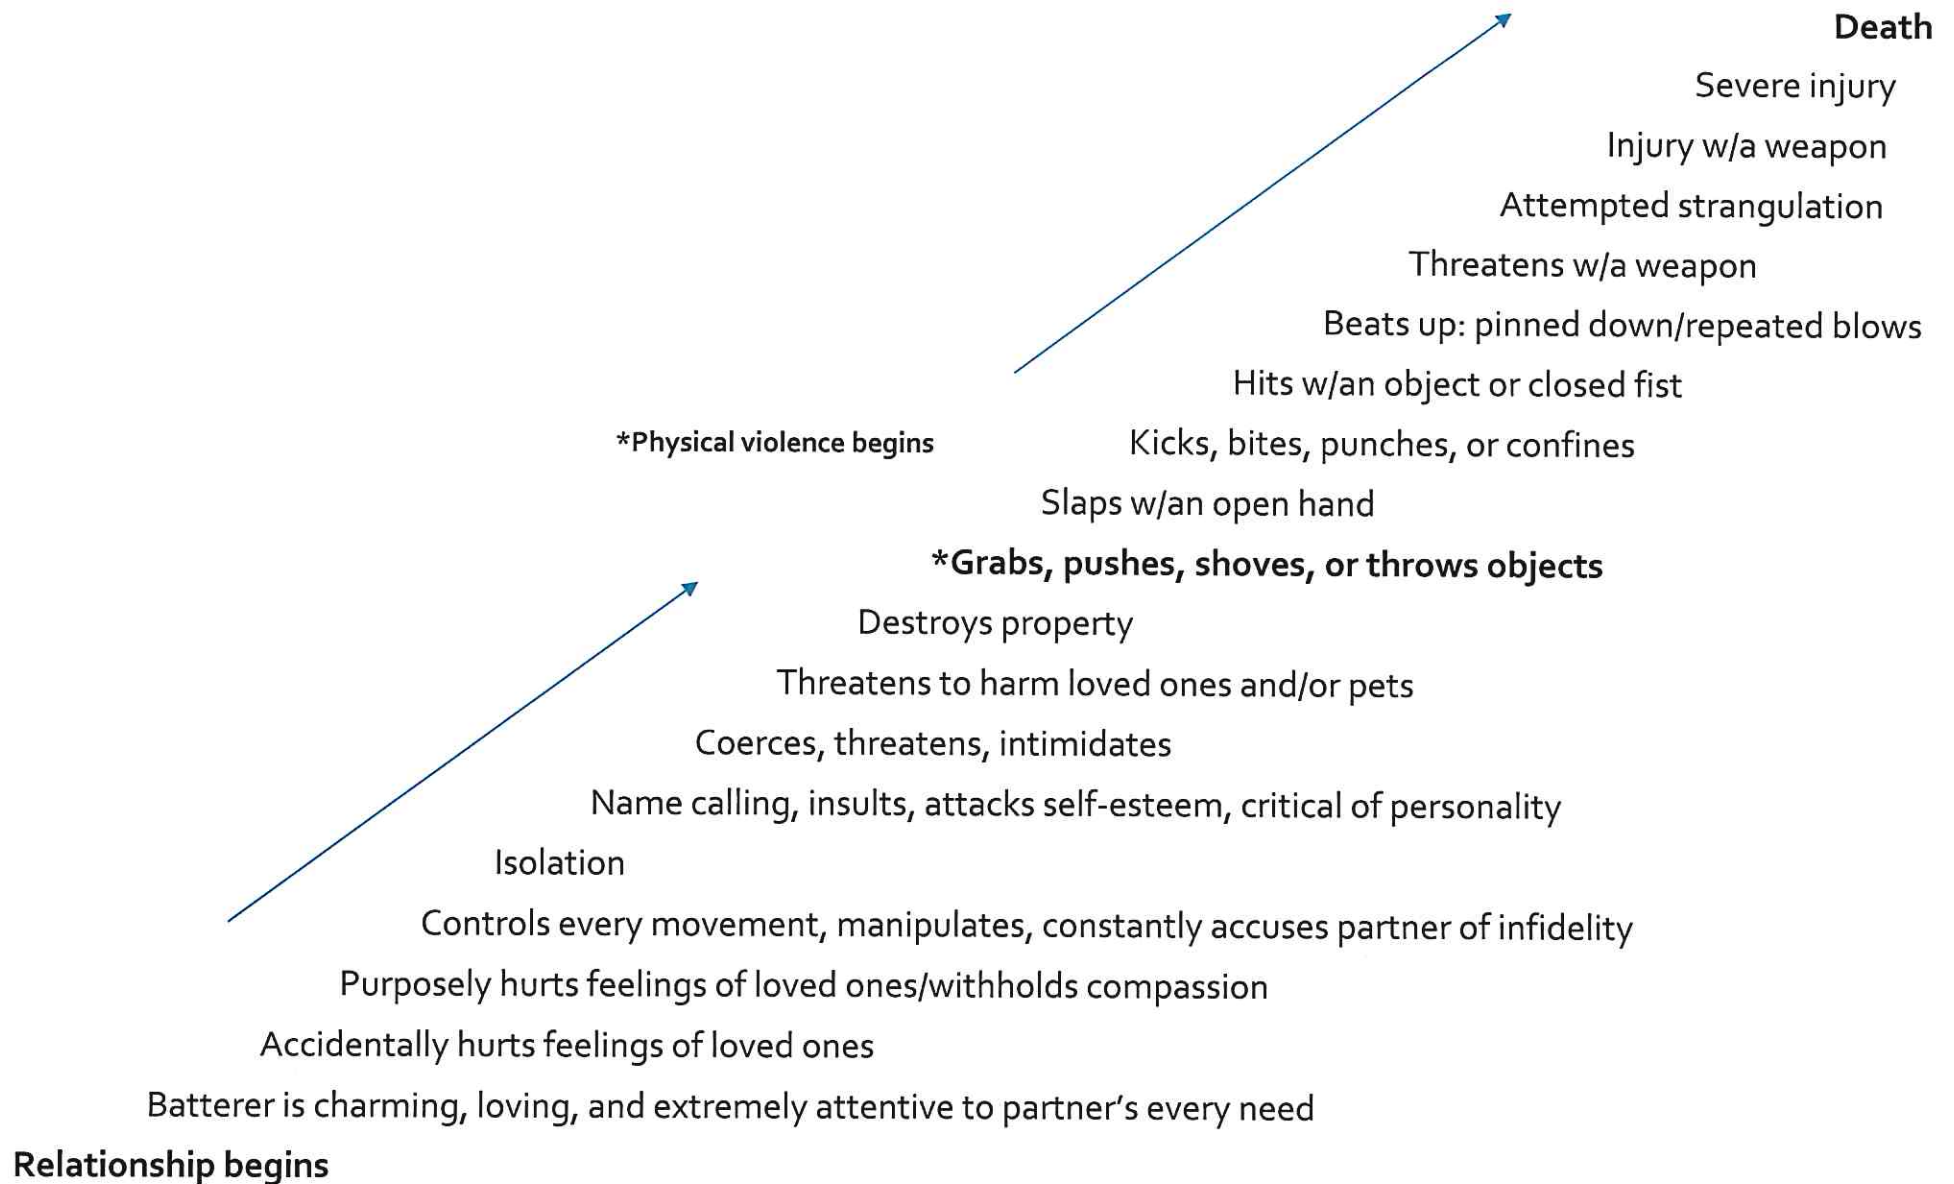 Death
Severe injury
Injury w/a weapon
Attempted strangulation
Threatens w/a weapon
Beats up: pinned down/repeated blows
Hits w/an object or closed fist
*Physical violence begins
Kicks, bites, punches, or confines
Slaps w/an open hand
*Grabs, pushes, shoves, or throws objects
Destroys property
Threatens to harm loved ones and/or pets
Coerces, threatens, intimidates
Name calling, insults, attacks self-esteem, critical of personality
Isolation
Controls every movement, manipulates, constantly accuses partner of infidelity
Purposely hurts feelings of loved ones/withholds compassion
Accidentally hurts feelings of loved ones
Batterer is charming, loving, and extremely attentive to partner's every need
Relationship begins